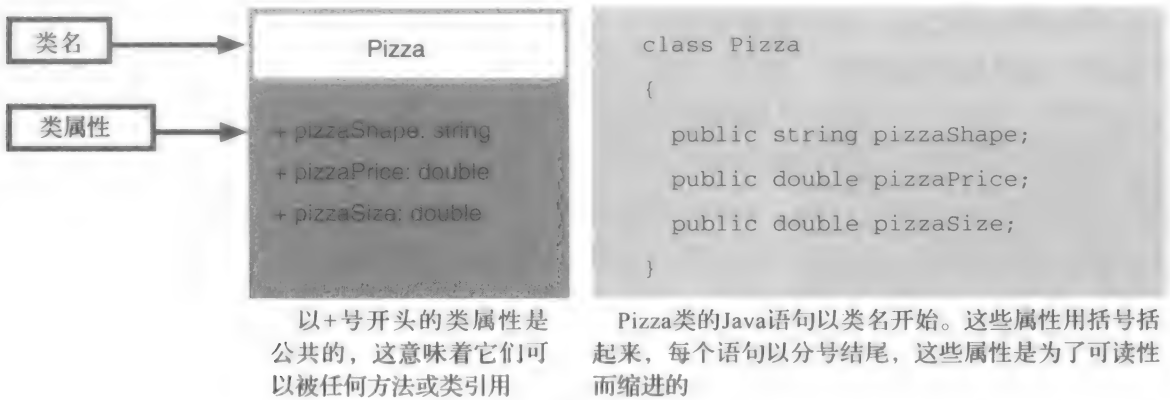 类名
Pizza
类属性
+ pizzaShape: string
+ pizzaPrice: double
+ pizzaSize: double
class Pizza
{
public string pizzaShape;
public double pizzaPrice;
public double pizzaSize;
}
以+号开头的类属性是
公共的，这意味着它们可
以被任何方法或类引用
Pizza类的Java语句以类名开始。这些属性用括号括
起来，每个语句以分号结尾，这些属性是为了可读性
而缩进的